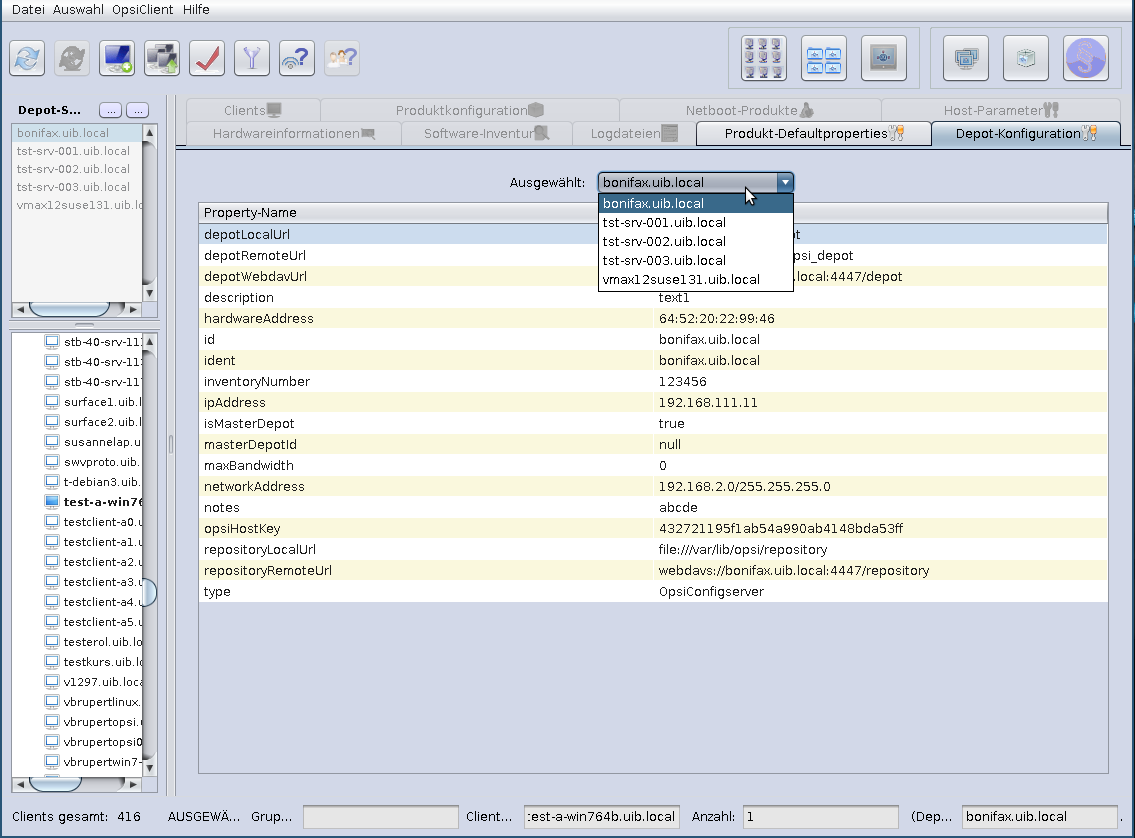 Datei Auswahl OpsiClient Hilfe
Depot-S... ... ...
bonifax.uib.local
tst-srv-001.uib.local
tst-srv-002.uib.local
tst-srv-003.uib.local
vmax12suse131.uib.lo
stb-40-srv-11
stb-40-srv-11
stb-40-srv-11
surface1.uib.l
surface2.uib.l
susannelap.u
swvproto.uib.
t-debian3.uib.
test-a-win76
testclient-a0.u
testclient-a1.u
testclient-a2.u
testclient-a3.u
testclient-a4.u
testclient-a5.u
testerol.uib.lo
testkurs.uib.lo
v1297.uib.loca
vbrupertlinux.
vbrupertopsi.u
vbrupertopsi0
vbrupertwin7-
Clients Produktkonfiguration Netboot-Produkte Host-Parameter
Hardwareinformationen Software-Inventur Logdateien Produkt-Defaultproperties Depot-Konfiguration
Ausgewählt: bonifax.uib.local
bonifax.uib.local
tst-srv-001.uib.local
tst-srv-002.uib.local
tst-srv-003.uib.local
vmax12suse131.uib.local
Property-Name
depotLocalUrl
depotRemoteUrl psi_depot
depotWebdavUrl local:4447/depot
description text1
hardwareAddress 64:52:20:22:99:46
id bonifax.uib.local
ident bonifax.uib.local
inventoryNumber 123456
ipAddress 192.168.111.11
isMasterDepot true
masterDepotId null
maxBandwidth 0
networkAddress 192.168.2.0/255.255.255.0
notes abcde
opsiHostKey 432721195f1ab54a990ab4148bda53ff
repositoryLocalUrl file:///var/lib/opsi/repository
repositoryRemoteUrl webdavs://bonifax.uib.local:4447/repository
type OpsiConfigserver
Clients gesamt: 416 AUSGEWÄ... Grup... Client... test-a-win764b.uib.local Anzahl: 1 (Dep... bonifax.uib.local .